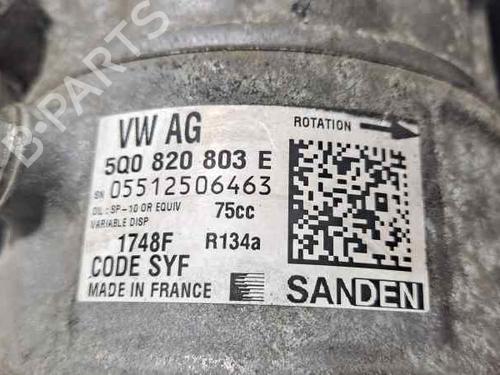 B-PARTS
VW AG
ROTATION
5Q0 820 803 E
SN 05512506463
OIL : SP-10 OR EQUIV 75cc
VARIABLE DISP
1748F R134a
CODE SYF
MADE IN FRANCE SANDEN